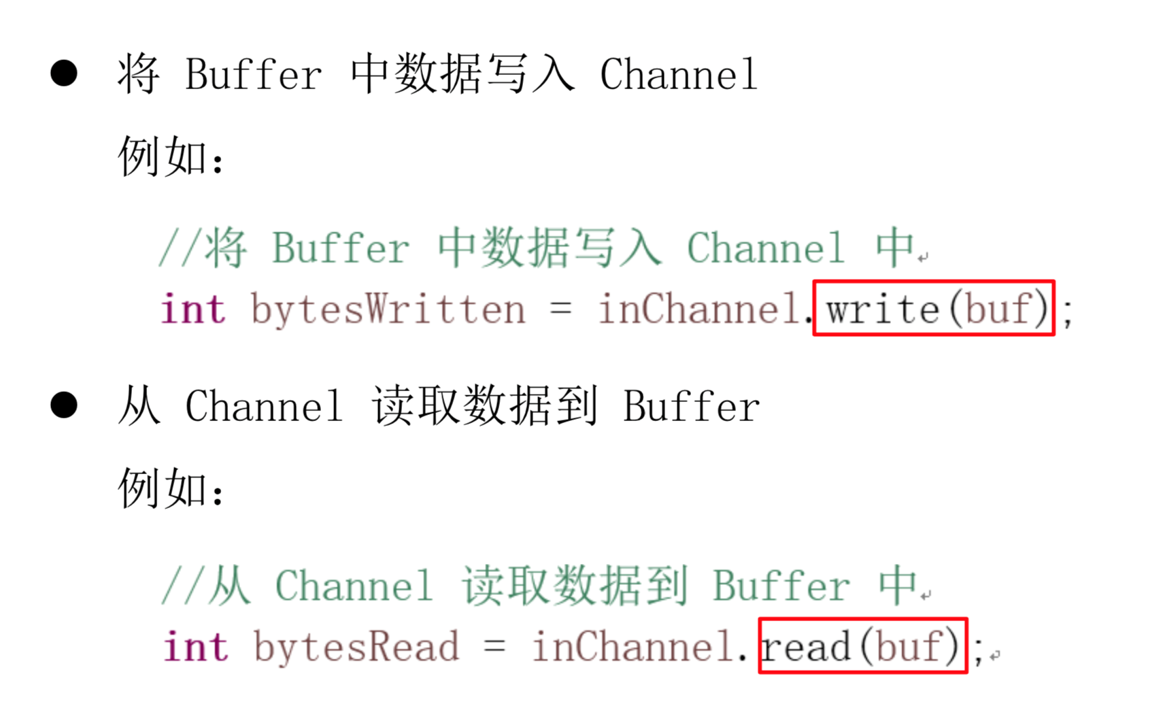 ● 将 Buffer 中数据写入 Channel
例如：
//将 Buffer 中数据写入 Channel 中
int bytesWritten = inChannel.write(buf);
● 从 Channel 读取数据到 Buffer
例如：
//从 Channel 读取数据到 Buffer 中
int bytesRead = inChannel.read(buf);